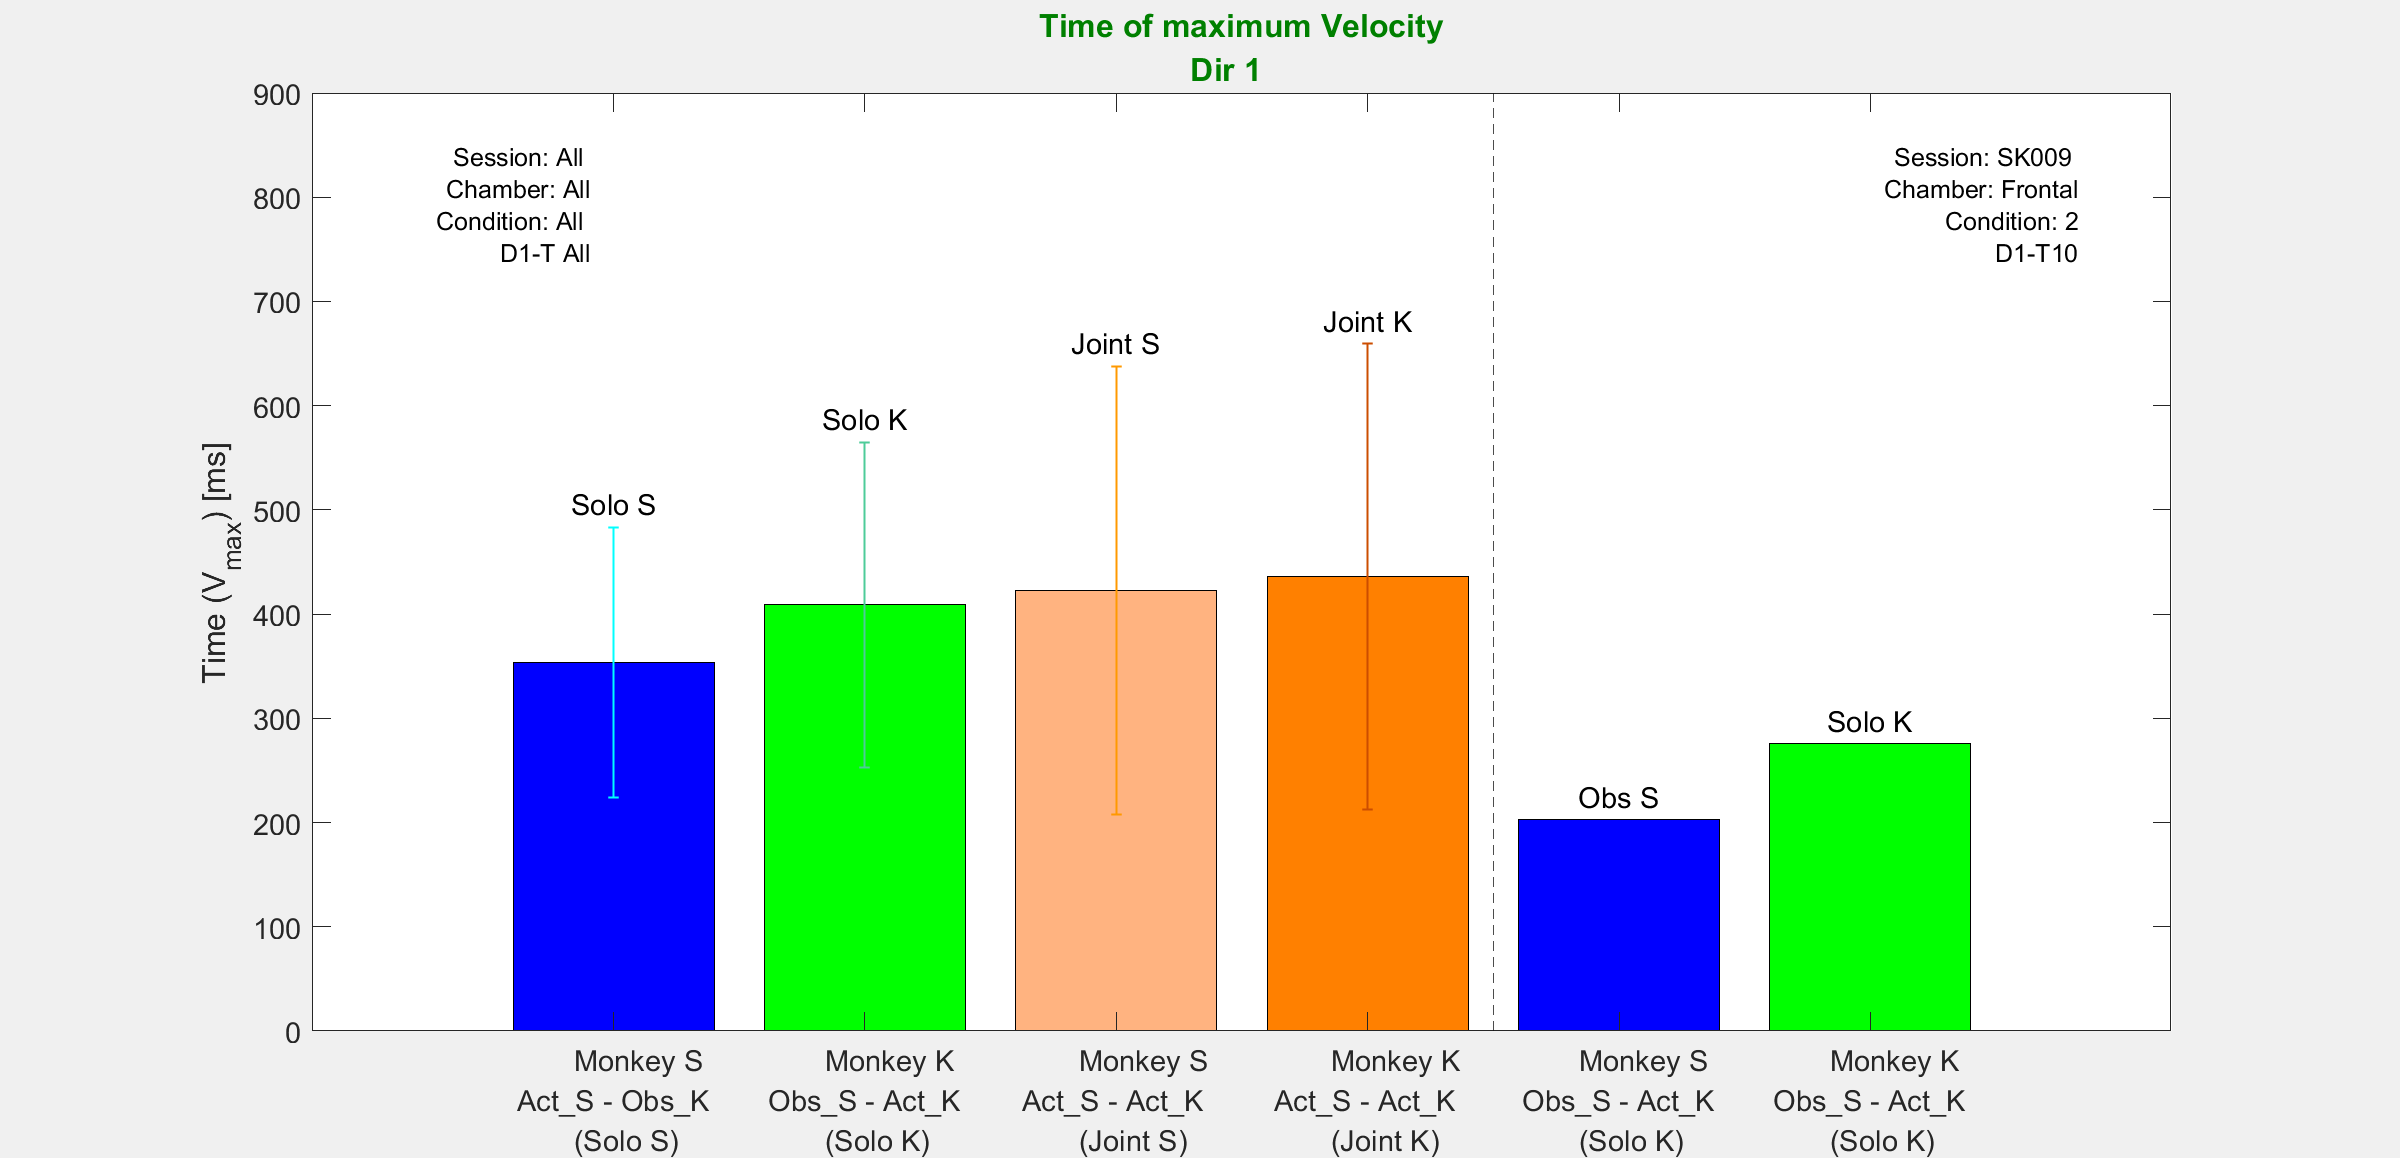 Time of maximum Velocity
Dir 1
Time (Vmax) [ms]
900
800
700
600
500
400
300
200
100
0
Session: All
Chamber: All
Condition: All
D1-T All
Session: SK009
Chamber: Frontal
Condition: 2
D1-T10
Solo S
Solo K
Joint S
Joint K
Obs S
Solo K
Monkey S
Act_S - Obs_K
(Solo S)
Monkey K
Obs_S - Act_K
(Solo K)
Monkey S
Act_S - Act_K
(Joint S)
Monkey K
Act_S - Act_K
(Joint K)
Monkey S
Obs_S - Act_K
(Solo K)
Monkey K
Obs_S - Act_K
(Solo K)